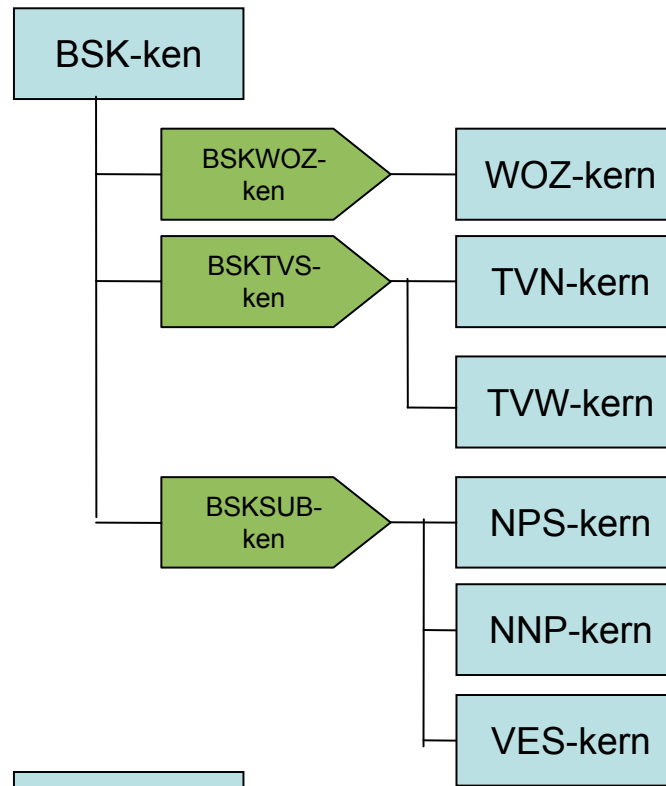 BSK-ken
BSKWOZ-
ken
WOZ-kern
BSKTVS-
ken
TVN-kern
TVW-kern
BSKSUB-
ken
NPS-kern
NNP-kern
VES-kern